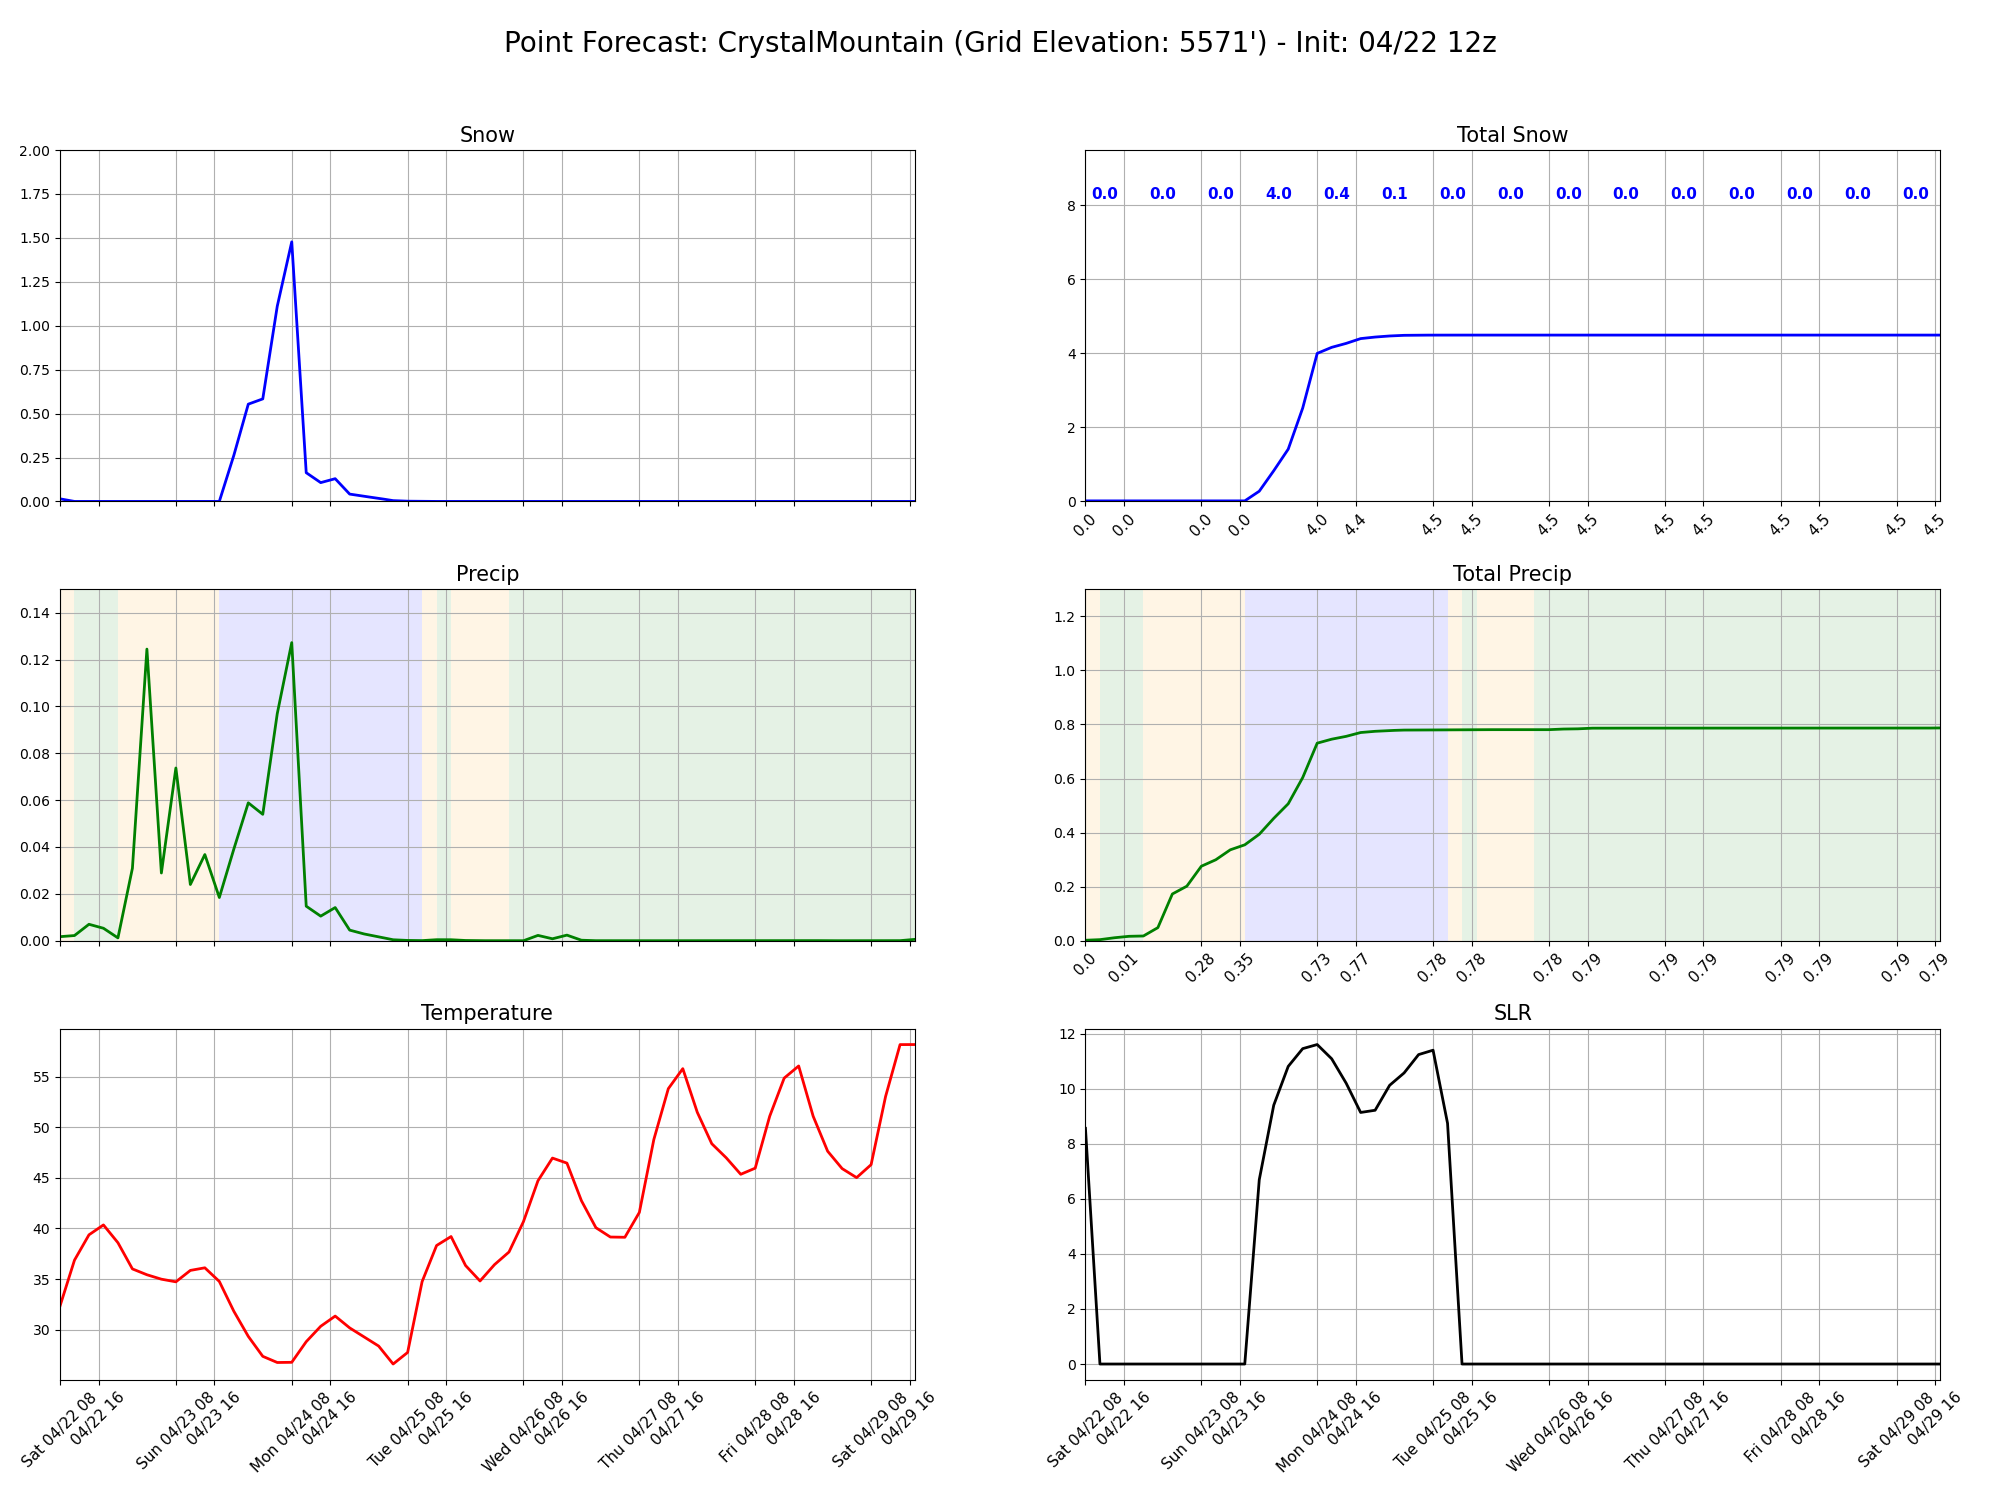 Point Forecast: CrystalMountain (Grid Elevation: 5571') - Init: 04/22 12z
Snow
2.00
1.75
1.50
1.25
1.00
0.75
0.50
0.25
0.00
Total Snow
0.0 0.0 0.0 4.0 0.4 0.1 0.0 0.0 0.0 0.0 0.0 0.0 0.0 0.0 0.0
8
6
4
2
0
0.0 0.0 0.0 0.0 4.0 4.4 4.5 4.5 4.5 4.5 4.5 4.5 4.5 4.5 4.5 4.5
Precip
0.14
0.12
0.10
0.08
0.06
0.04
0.02
0.00
Total Precip
1.2
1.0
0.8
0.6
0.4
0.2
0.0
0.0 0.01 0.28 0.35 0.73 0.77 0.78 0.78 0.78 0.79 0.79 0.79 0.79 0.79 0.79 0.79
Temperature
55
50
45
40
35
30
Sat 04/22 08
04/22 16
Sun 04/23 08
04/23 16
Mon 04/24 08
04/24 16
Tue 04/25 08
04/25 16
Wed 04/26 08
04/26 16
Thu 04/27 08
04/27 16
Fri 04/28 08
04/28 16
Sat 04/29 08
04/29 16
SLR
12
10
8
6
4
2
0
Sat 04/22 08
04/22 16
Sun 04/23 08
04/23 16
Mon 04/24 08
04/24 16
Tue 04/25 08
04/25 16
Wed 04/26 08
04/26 16
Thu 04/27 08
04/27 16
Fri 04/28 08
04/28 16
Sat 04/29 08
04/29 16